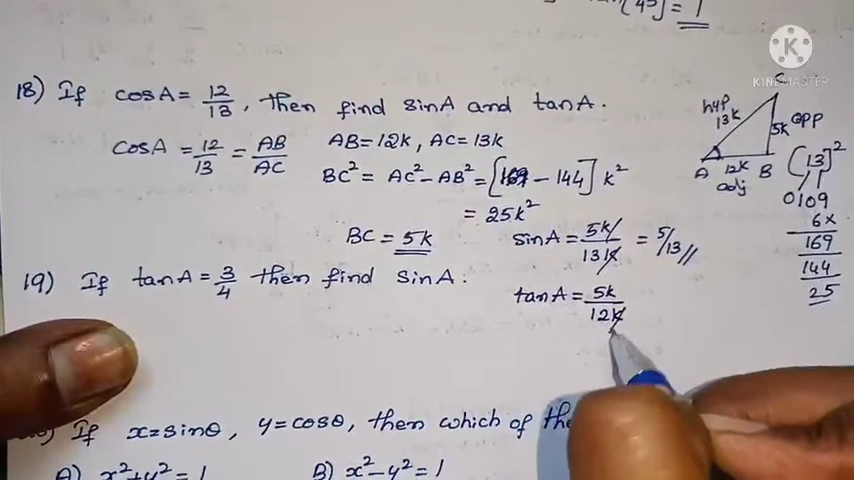 tan(45) = 1
18) If cosA = 12/13, then find sinA and tanA.
cosA = 12/13 = AB/AC AB=12K, AC=13K
BC² = AC² - AB² = [169 - 144] K²
= 25K²
BC = 5K sinA = 5K/13K = 5/13//
19) If tanA = 3/4 then find sinA.
tanA = 5K/12K
If x=sinθ, y=cosθ, then which of the
A) x²+y²=1 B) x²-y²=1
KINEMASTER
C
hyp
13K
5K opp
A 12K B
adj
(13)²
0109
6x
169
144
25